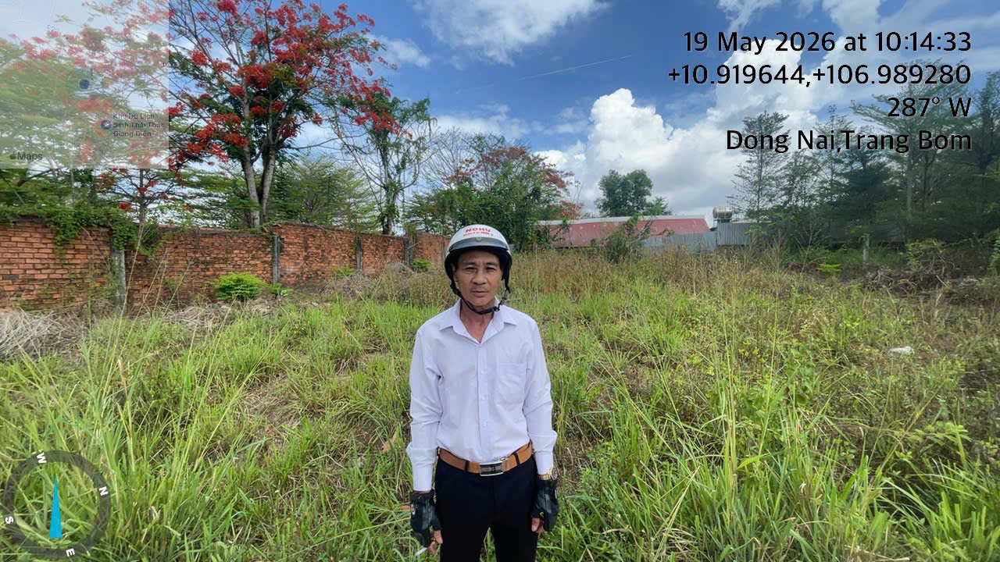 19 May 2026 at 10:14:33
+10.919644,+106.989280
287° W
Dong Nai,Trang Bom
Khu Du Lịch
Sinh Thái Thác
Giang Điền
Maps
NÓN
W
N
S
E